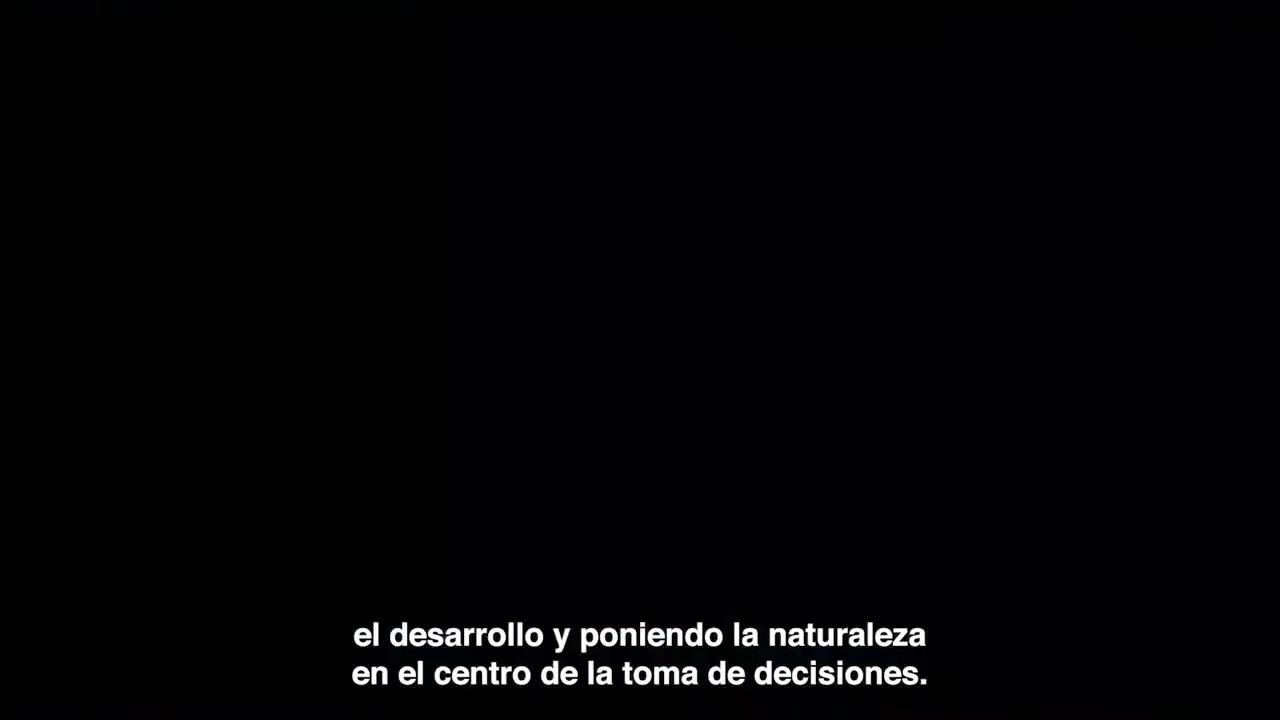 el desarrollo y poniendo la naturaleza
en el centro de la toma de decisiones.